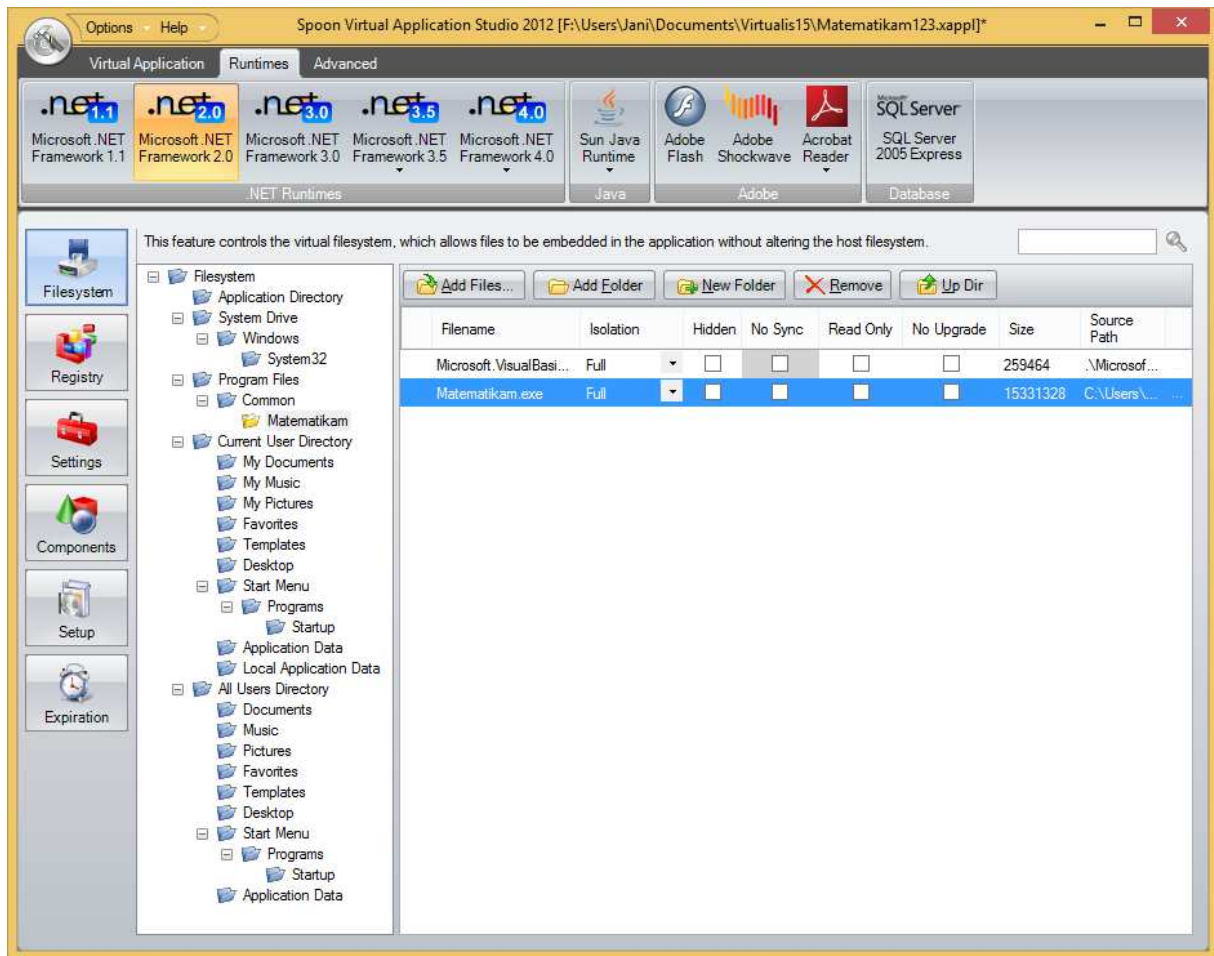 Options Help Spoon Virtual Application Studio 2012 [F:\Users\Jani\Documents\Virtualis15\Matematikam123.xappl]*
Virtual Application Runtimes Advanced
.net 1.1 .net 2.0 .net 3.0 .net 3.5 .net 4.0 Microsoft SQL Server
Microsoft .NET Framework 1.1
Microsoft .NET Framework 2.0
Microsoft .NET Framework 3.0
Microsoft .NET Framework 3.5
Microsoft .NET Framework 4.0
Sun Java Runtime
Adobe Flash
Adobe Shockwave
Acrobat Reader
SQL Server 2005 Express
.NET Runtimes Java Adobe Database
This feature controls the virtual filesystem, which allows files to be embedded in the application without altering the host filesystem.
Filesystem
Registry
Settings
Components
Setup
Expiration
Filesystem
Application Directory
System Drive
Windows
System32
Program Files
Common
Matematikam
Current User Directory
My Documents
My Music
My Pictures
Favorites
Templates
Desktop
Start Menu
Programs
Startup
Application Data
Local Application Data
All Users Directory
Documents
Music
Pictures
Favorites
Templates
Desktop
Start Menu
Programs
Startup
Application Data
Add Files... Add Folder New Folder Remove Up Dir
Filename Isolation Hidden No Sync Read Only No Upgrade Size Source Path
Microsoft.VisualBasi... Full 259464 .\Microsof...
Matematikam.exe Full 15331328 C:\Users\... ...